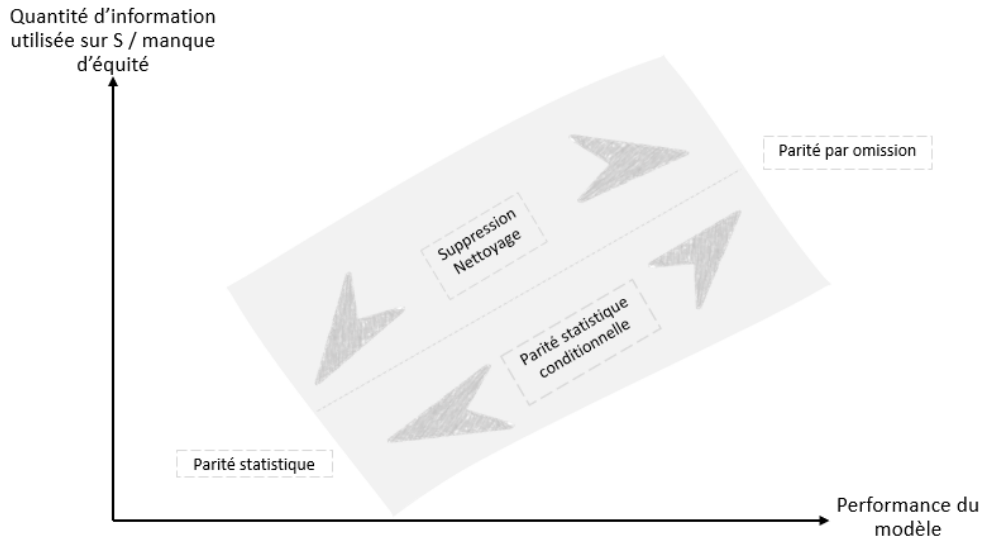 Quantité d’information
utilisée sur S / manque
d’équité
Parité par omission
Suppression
Nettoyage
Parité statistique
conditionnelle
Parité statistique
Performance du
modèle